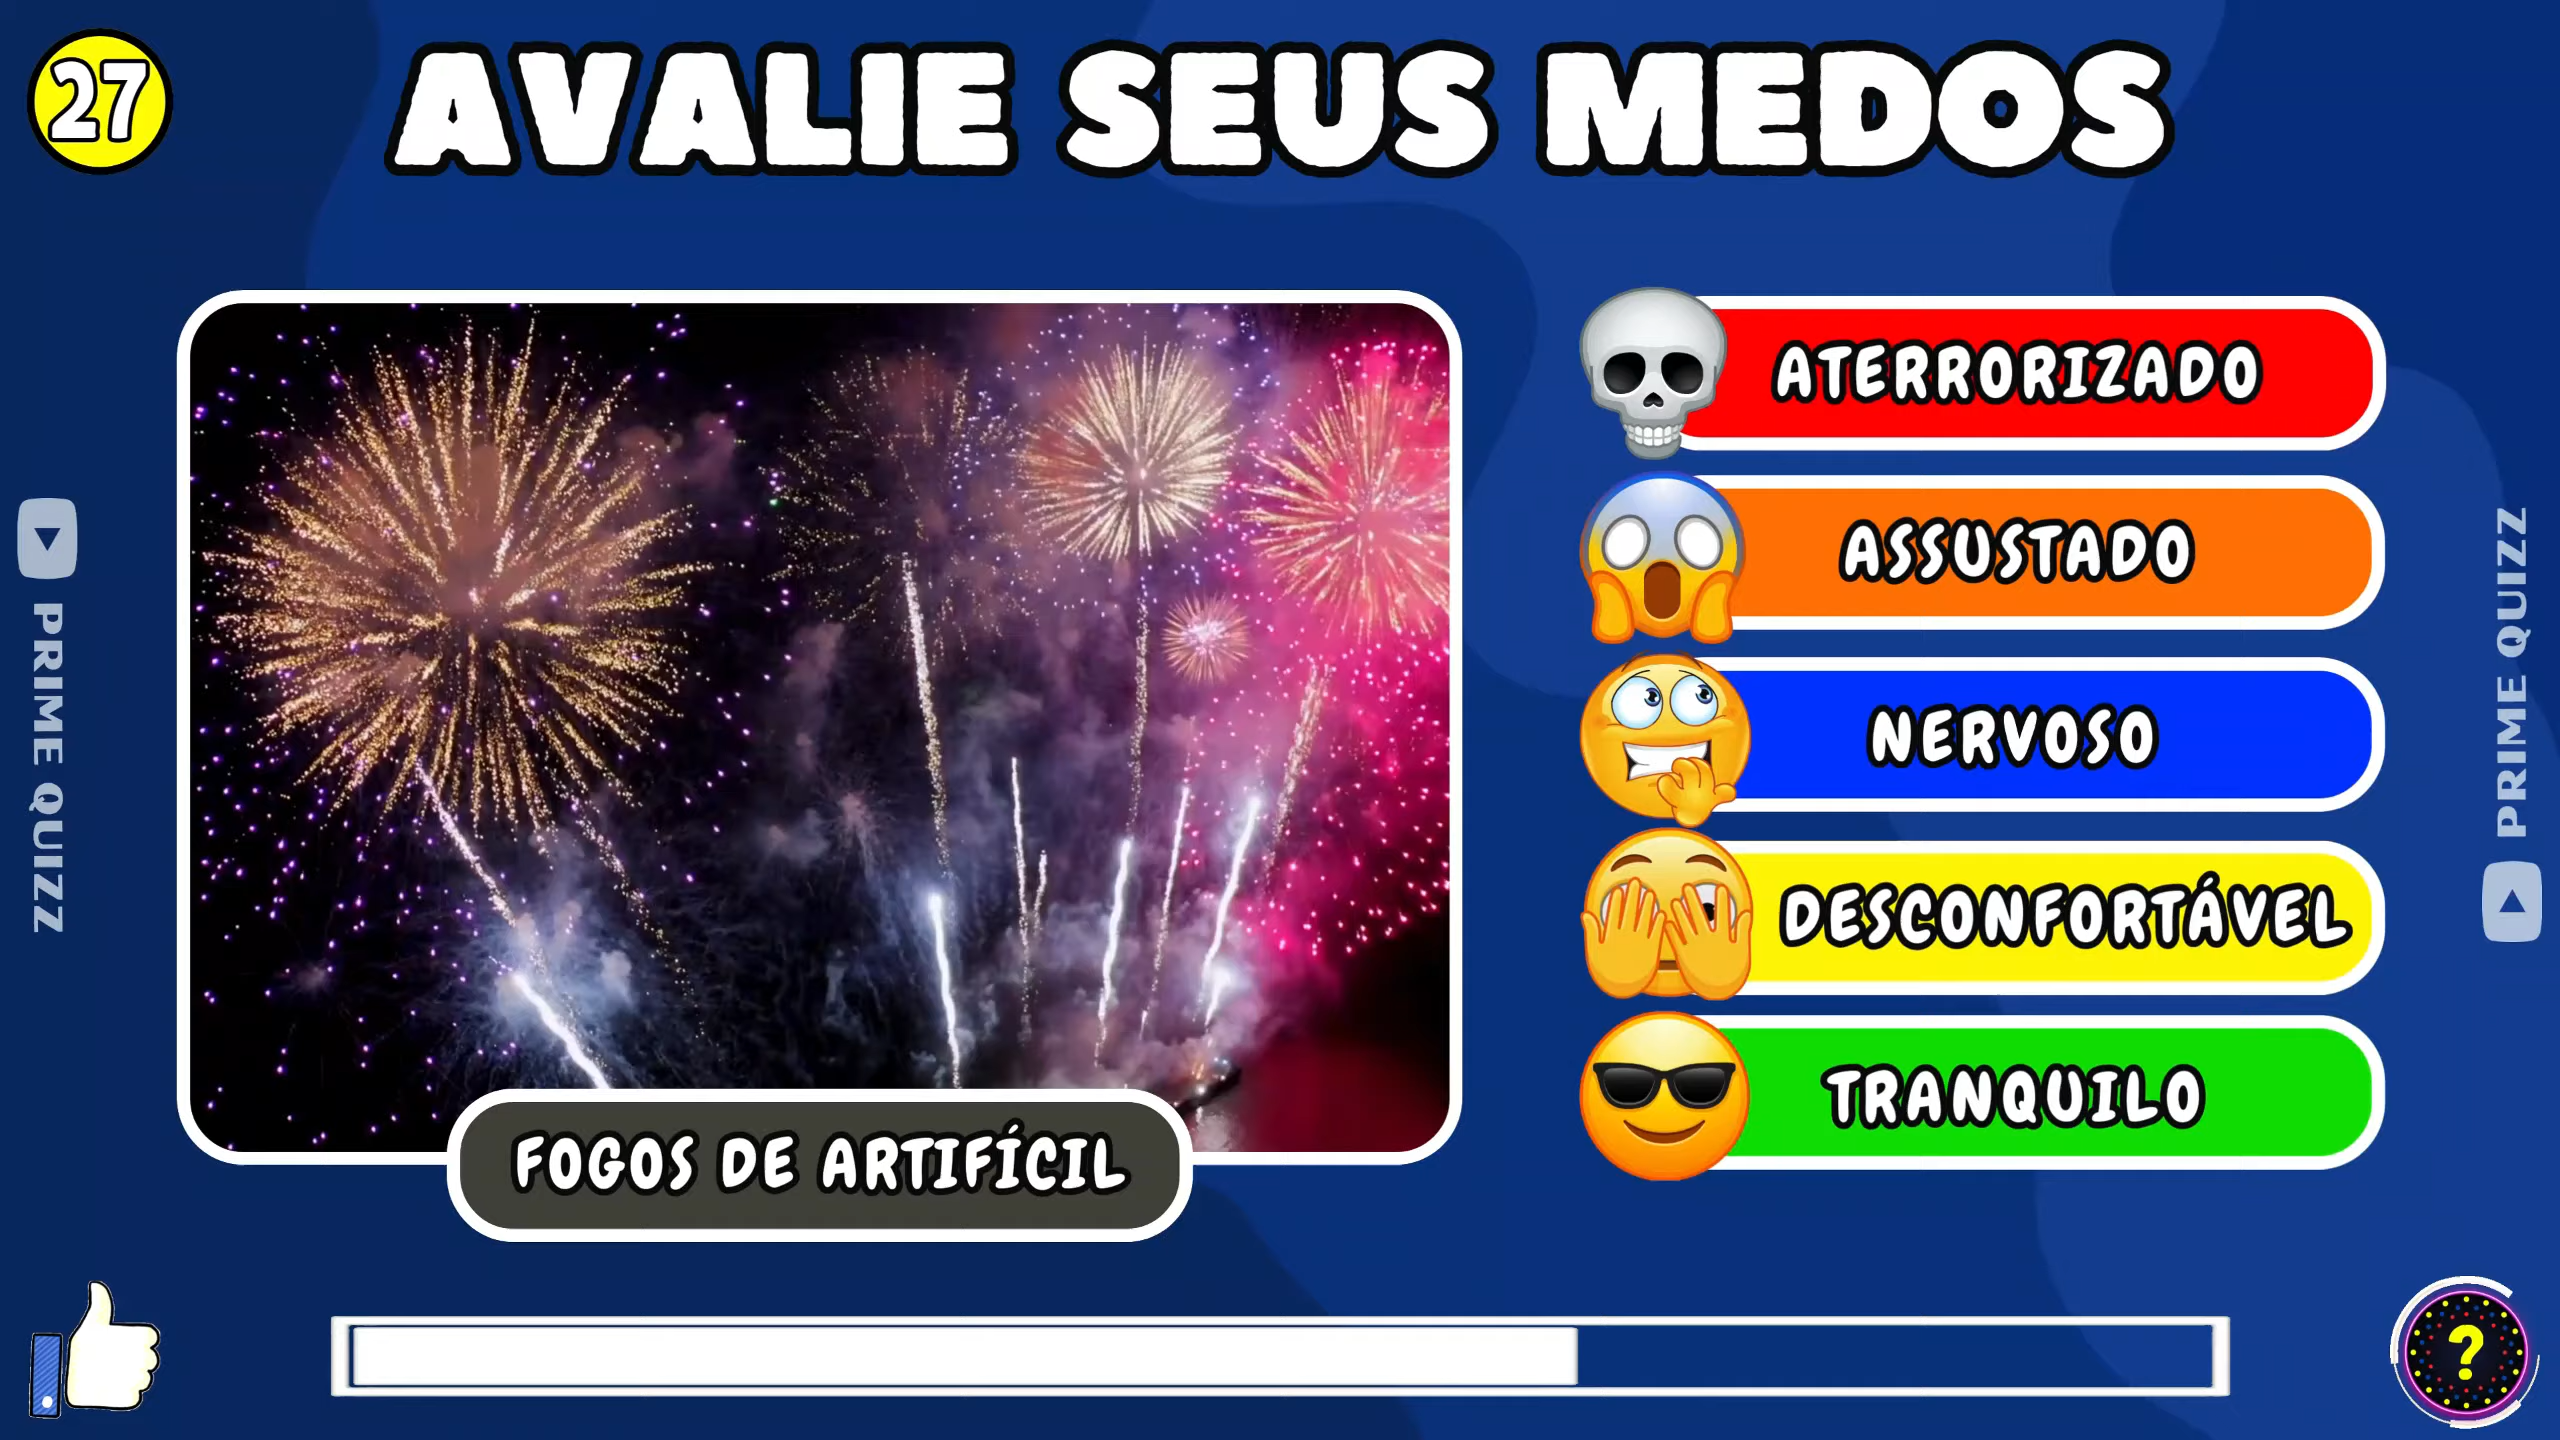 27
AVALIE SEUS MEDOS
ATERRORIZADO
ASSUSTADO
NERVOSO
DESCONFORTÁVEL
TRANQUILO
FOGOS DE ARTIFÍCIL
PRIME QUIZZ
PRIME QUIZZ
?